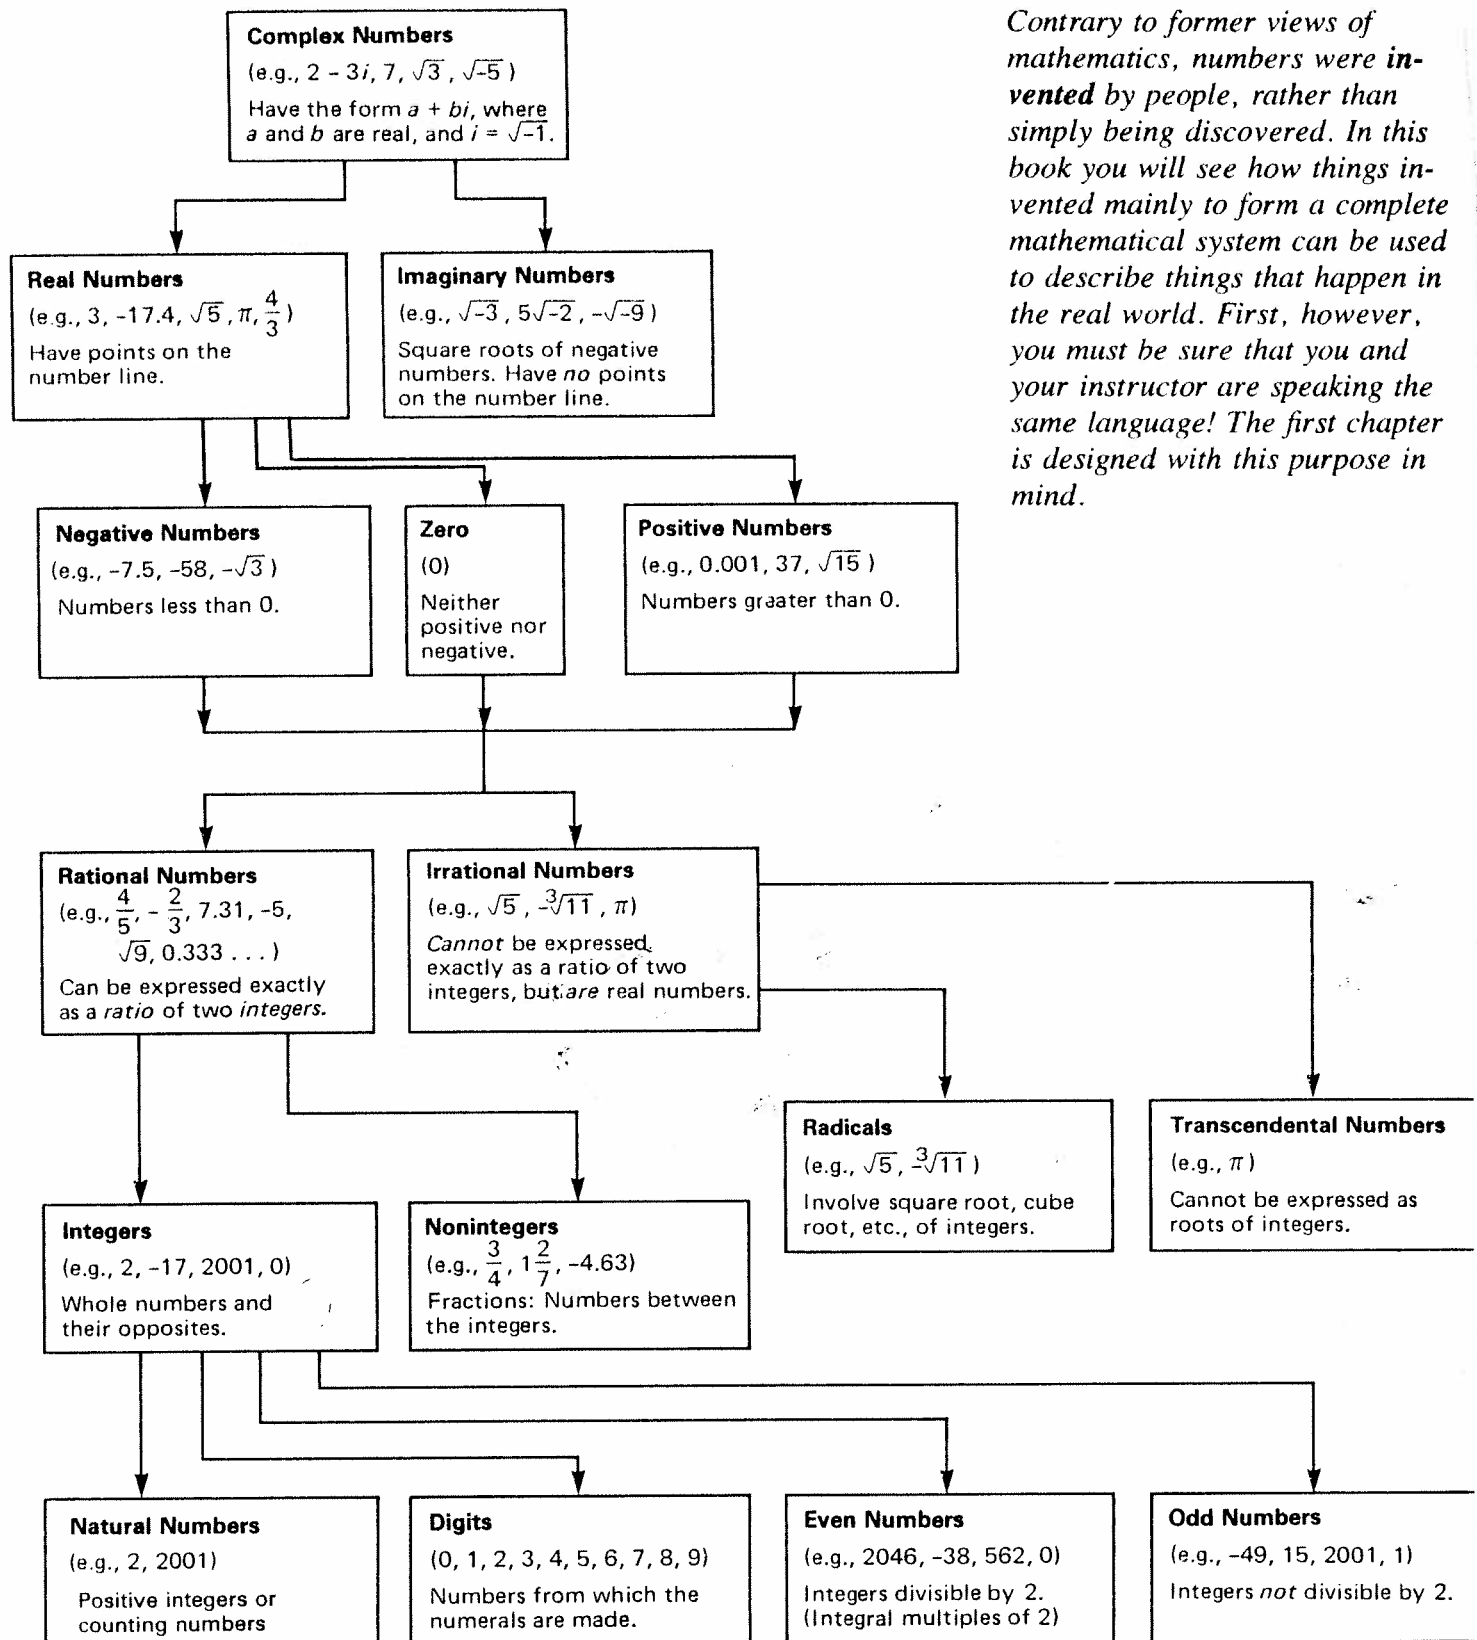 Complex Numbers
(e.g., 2 – 3i, 7, √3, √-5)
Have the form a + bi, where
a and b are real, and i = √-1.
Contrary to former views of
mathematics, numbers were in-
vented by people, rather than
simply being discovered. In this
book you will see how things in-
vented mainly to form a complete
mathematical system can be used
to describe things that happen in
the real world. First, however,
you must be sure that you and
your instructor are speaking the
same language! The first chapter
is designed with this purpose in
mind.
Real Numbers
(e.g., 3, -17.4, √5, π, 4/3)
Have points on the
number line.
Imaginary Numbers
(e.g., √-3, 5√-2, -√-9)
Square roots of negative
numbers. Have no points
on the number line.
Negative Numbers
(e.g., -7.5, -58, -√3)
Numbers less than 0.
Zero
(0)
Neither
positive nor
negative.
Positive Numbers
(e.g., 0.001, 37, √15)
Numbers greater than 0.
Rational Numbers
(e.g., 4/5, - 2/3, 7.31, -5,
√9, 0.333 . . . )
Can be expressed exactly
as a ratio of two integers.
Irrational Numbers
(e.g., √5, -∛11, π)
Cannot be expressed
exactly as a ratio of two
integers, but are real numbers.
Radicals
(e.g., √5, -∛11)
Involve square root, cube
root, etc., of integers.
Transcendental Numbers
(e.g., π)
Cannot be expressed as
roots of integers.
Integers
(e.g., 2, -17, 2001, 0)
Whole numbers and
their opposites.
Nonintegers
(e.g., 3/4, 1 2/7, -4.63)
Fractions: Numbers between
the integers.
Natural Numbers
(e.g., 2, 2001)
Positive integers or
counting numbers
Digits
(0, 1, 2, 3, 4, 5, 6, 7, 8, 9)
Numbers from which the
numerals are made.
Even Numbers
(e.g., 2046, -38, 562, 0)
Integers divisible by 2.
(Integral multiples of 2)
Odd Numbers
(e.g., -49, 15, 2001, 1)
Integers not divisible by 2.